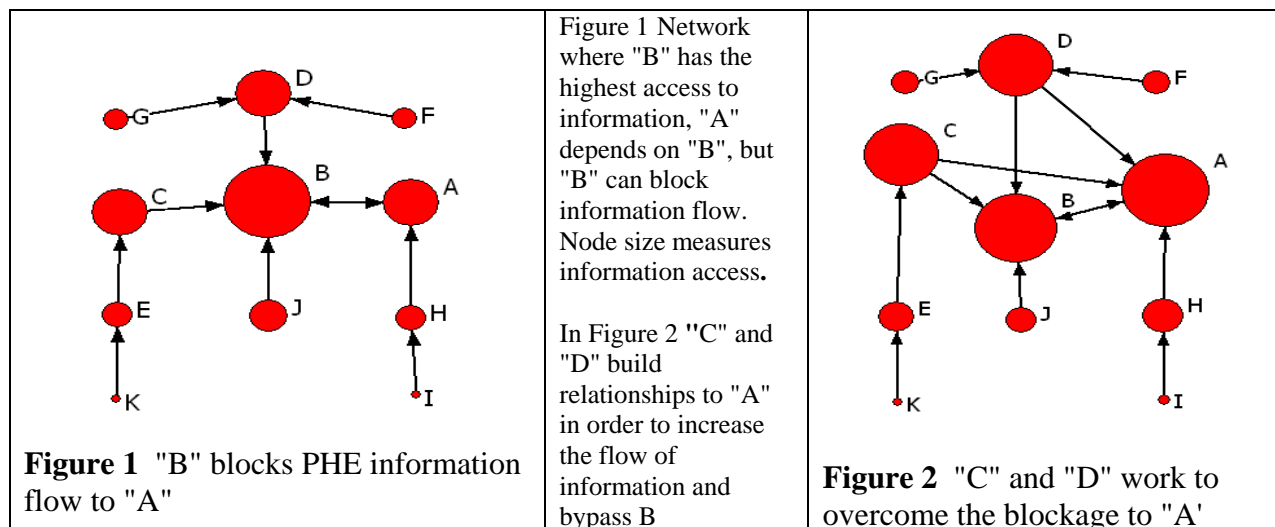 D
G
F
B
C
A
E
J
H
K
I
Figure 1 "B" blocks PHE information
flow to "A"
Figure 1 Network
where "B" has the
highest access to
information, "A"
depends on "B", but
"B" can block
information flow.
Node size measures
information access.
In Figure 2 "C" and
"D" build
relationships to "A"
in order to increase
the flow of
information and
bypass B
D
G
F
C
A
B
E
J
H
K
I
Figure 2 "C" and "D" work to
overcome the blockage to "A'